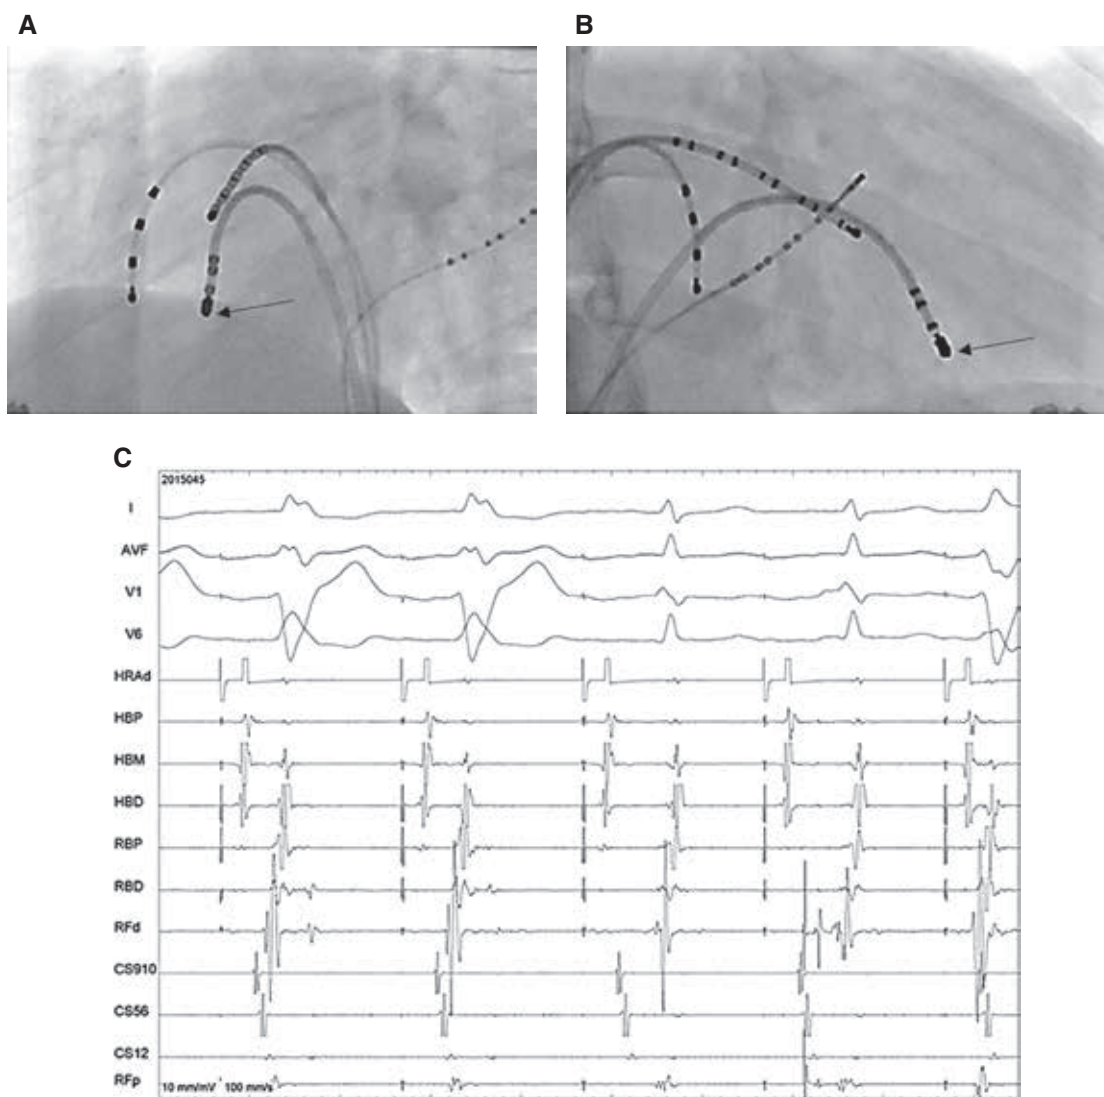 A
B
C
2015045
I
AVF
V1
V6
HRAd
HBP
HBM
HBD
RBP
RBD
RFd
CS910
CS56
CS12
RFp
10 mm/mV 100 mm/s